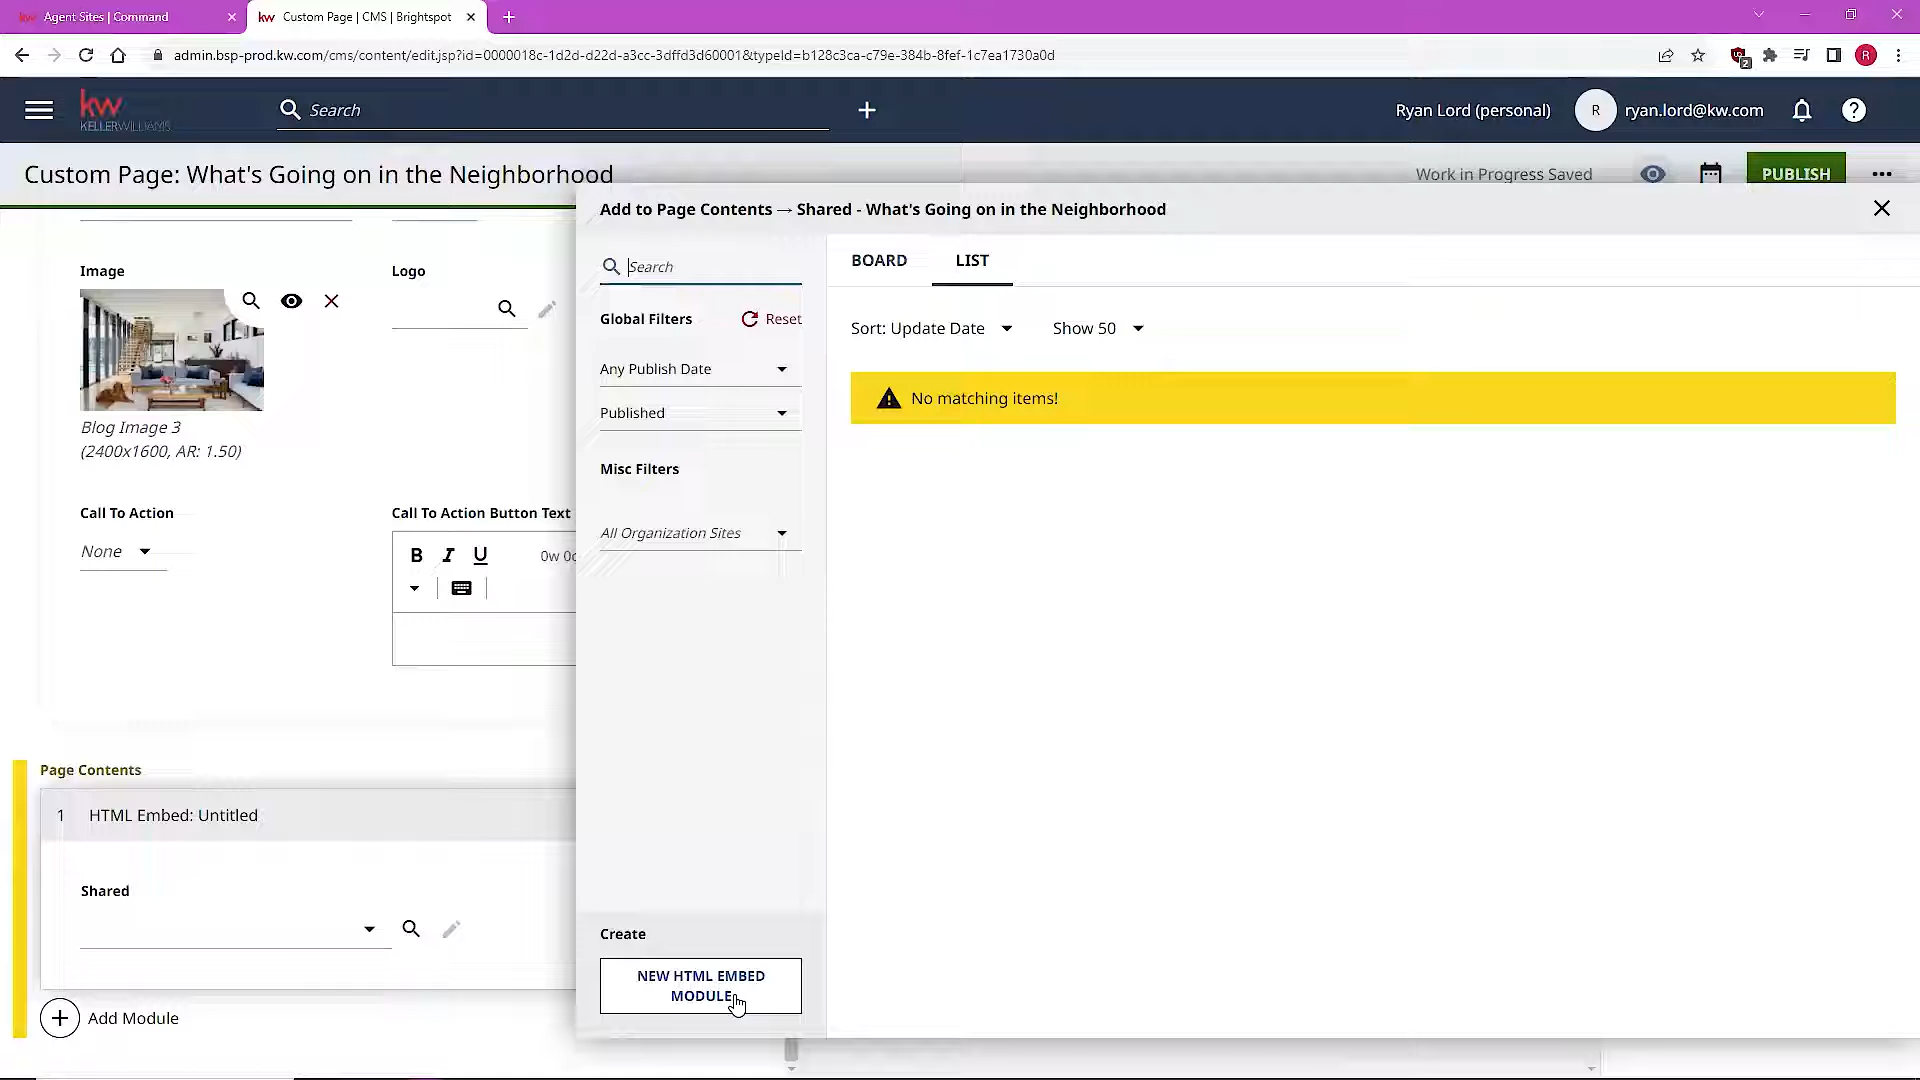 Agent Sites | Command
kw Custom Page | CMS | Brightspot
admin.bsp-prod.kw.com/cms/content/edit.jsp?id=0000018c-1d2d-d22d-a3cc-3dffd3d60001&typeId=b128c3ca-c79e-384b-8fef-1c7ea1730a0d
2
R
kw
KELLERWILLIAMS
Search
Ryan Lord (personal)
R
ryan.lord@kw.com
Custom Page: What's Going on in the Neighborhood
Work in Progress Saved
PUBLISH
Add to Page Contents → Shared - What's Going on in the Neighborhood
Image
Logo
Blog Image 3
(2400x1600, AR: 1.50)
Call To Action
None
Call To Action Button Text
B I U
0w 0c
Page Contents
1 HTML Embed: Untitled
Shared
Add Module
Search
Global Filters
Reset
Any Publish Date
Published
Misc Filters
All Organization Sites
Create
NEW HTML EMBED
MODULE
BOARD
LIST
Sort: Update Date
Show 50
No matching items!